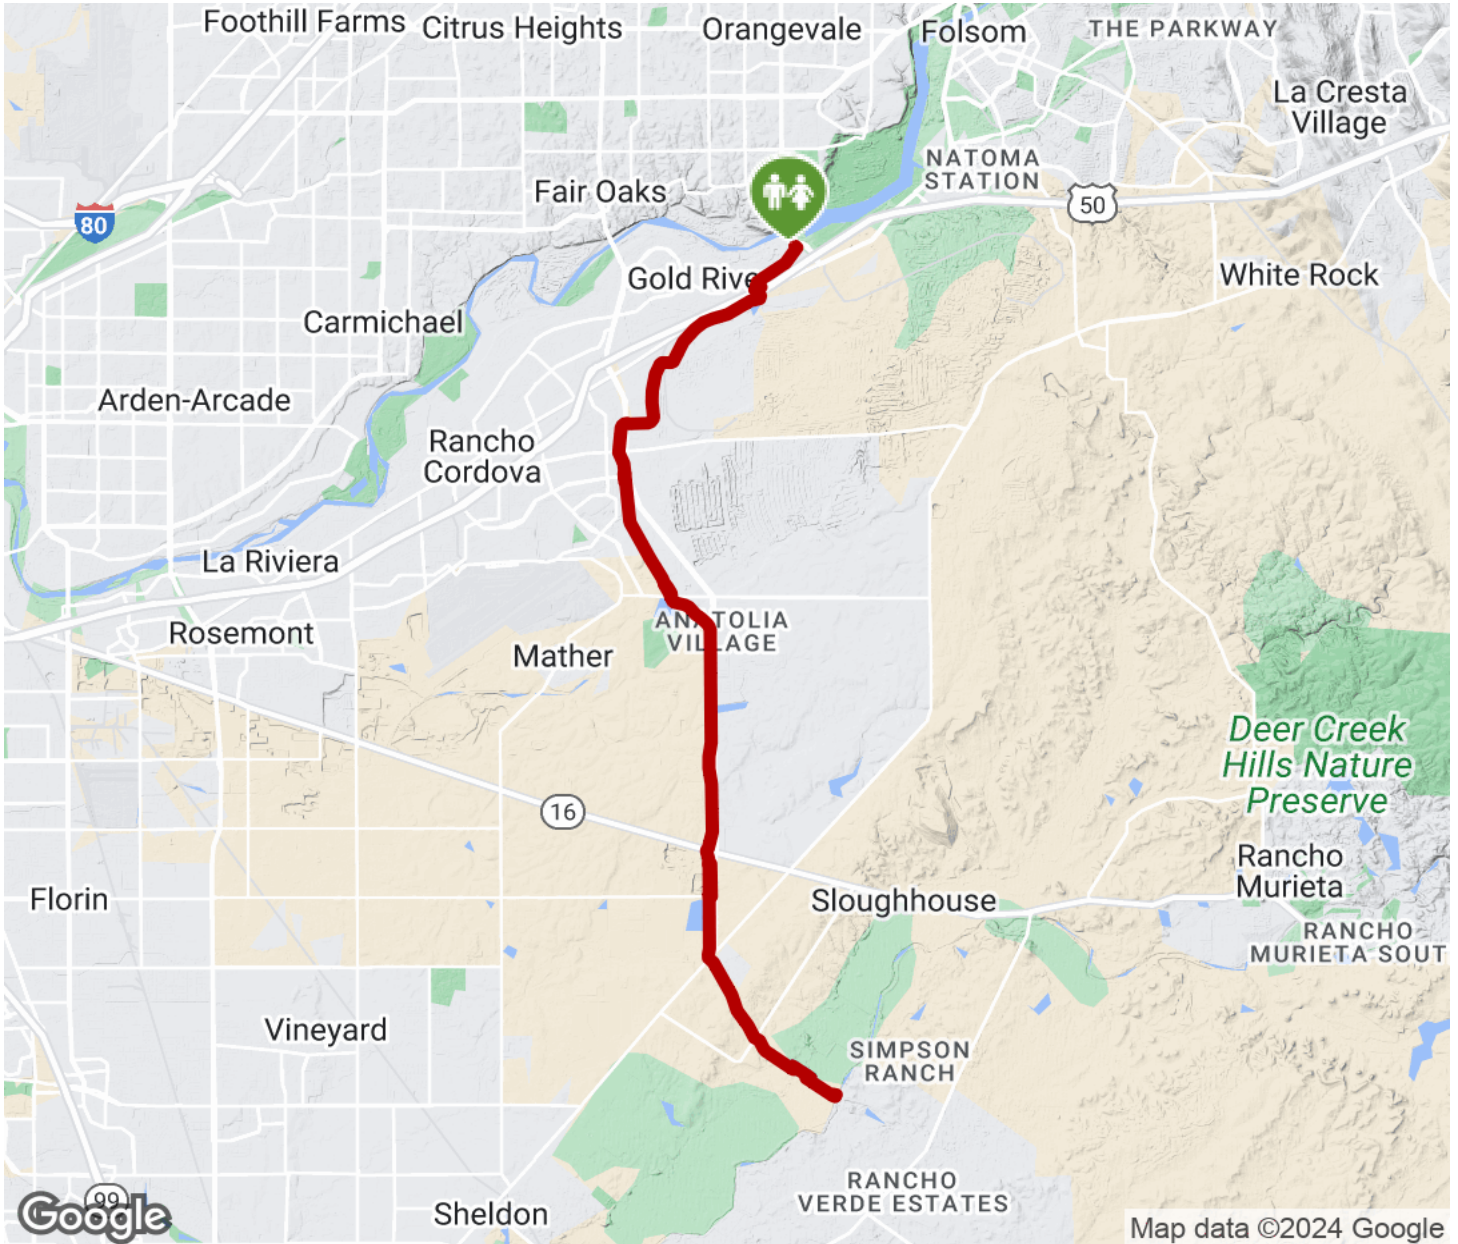 Foothill Farms
Citrus Heights
Orangevale
Folsom
THE PARKWAY
La Cresta
Village
NATOMA
STATION
Fair Oaks
80
50
Gold Rive
White Rock
Carmichael
Arden-Arcade
Rancho
Cordova
La Riviera
Rosemont
ANATOLIA
VILLAGE
Mather
Deer Creek
Hills Nature
Preserve
16
Rancho
Murieta
Florin
Sloughhouse
RANCHO
MURIETA SOUT
Vineyard
SIMPSON
RANCH
RANCHO
VERDE ESTATES
99
Google
Sheldon
Map data ©2024 Google